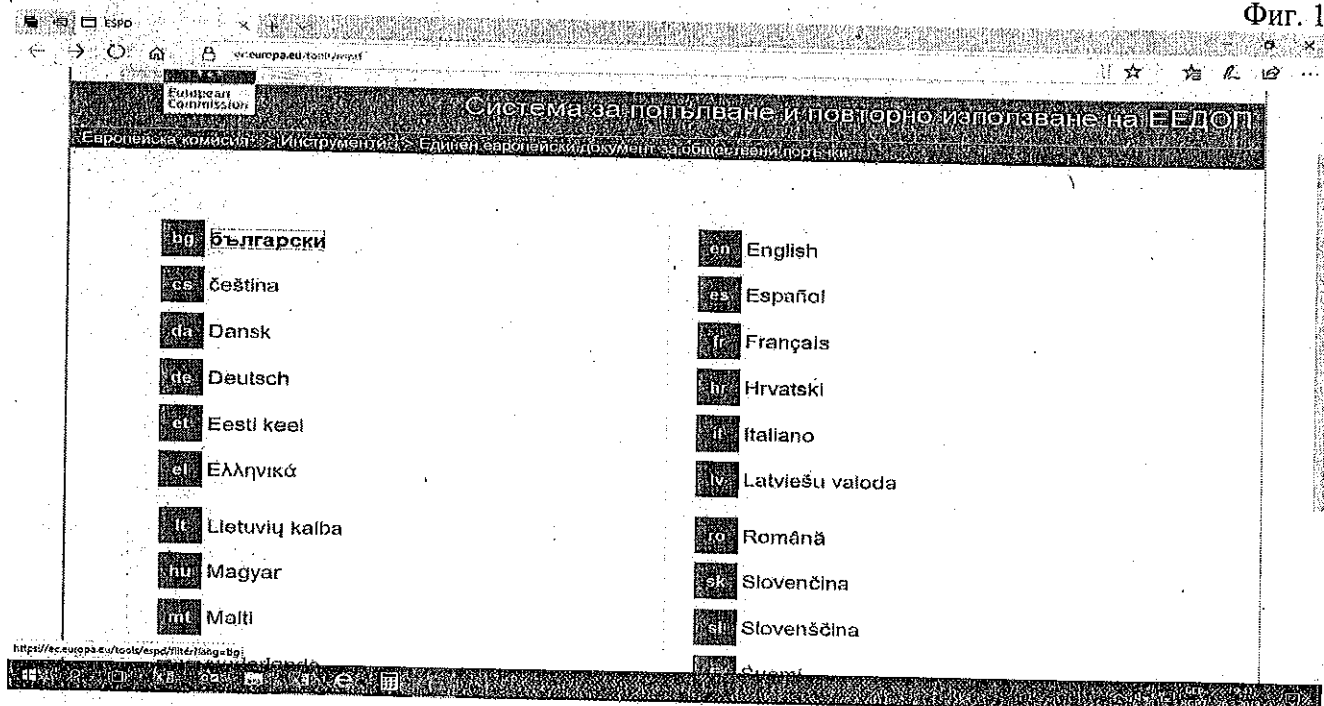 Фиг. 1
ESPD
European
Commission
Система за попълване и повторно използване на ЕЕДОП
Европейска комисия > Инструменти > Единен европейски документ за обществени поръчки
bg български
cs čeština
da Dansk
de Deutsch
et Eesti keel
el Ελληνικά
lt Lietuvių kalba
hu Magyar
mt Malti
en English
es Español
fr Français
hr Hrvatski
it Italiano
lv Latviešu valoda
ro Română
sk Slovenčina
sl Slovenščina
Suomi
https://ec.europa.eu/tools/espd/filter?lang=bg